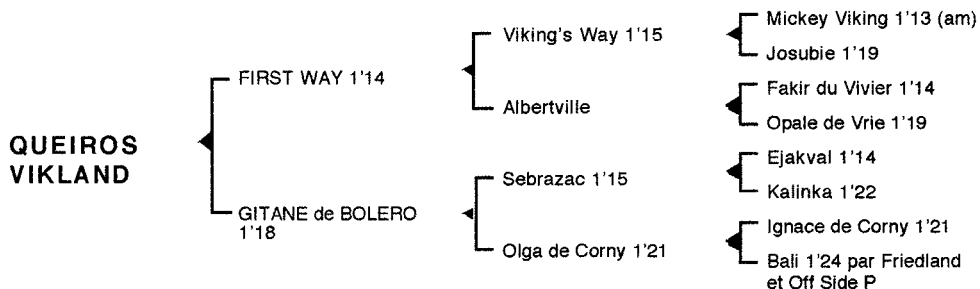 QUEIROS
VIKLAND
FIRST WAY 1'14
GITANE de BOLERO
1'18
Viking's Way 1'15
Albertville
Sebrazac 1'15
Olga de Corny 1'21
Mickey Viking 1'13 (am)
Josubie 1'19
Fakir du Vivier 1'14
Opale de Vrie 1'19
Ejakval 1'14
Kalinka 1'22
Ignace de Corny 1'21
Bali 1'24 par Friedland
et Off Side P